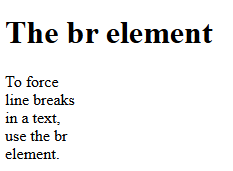 The br element
To force
line breaks
in a text,
use the br
element.